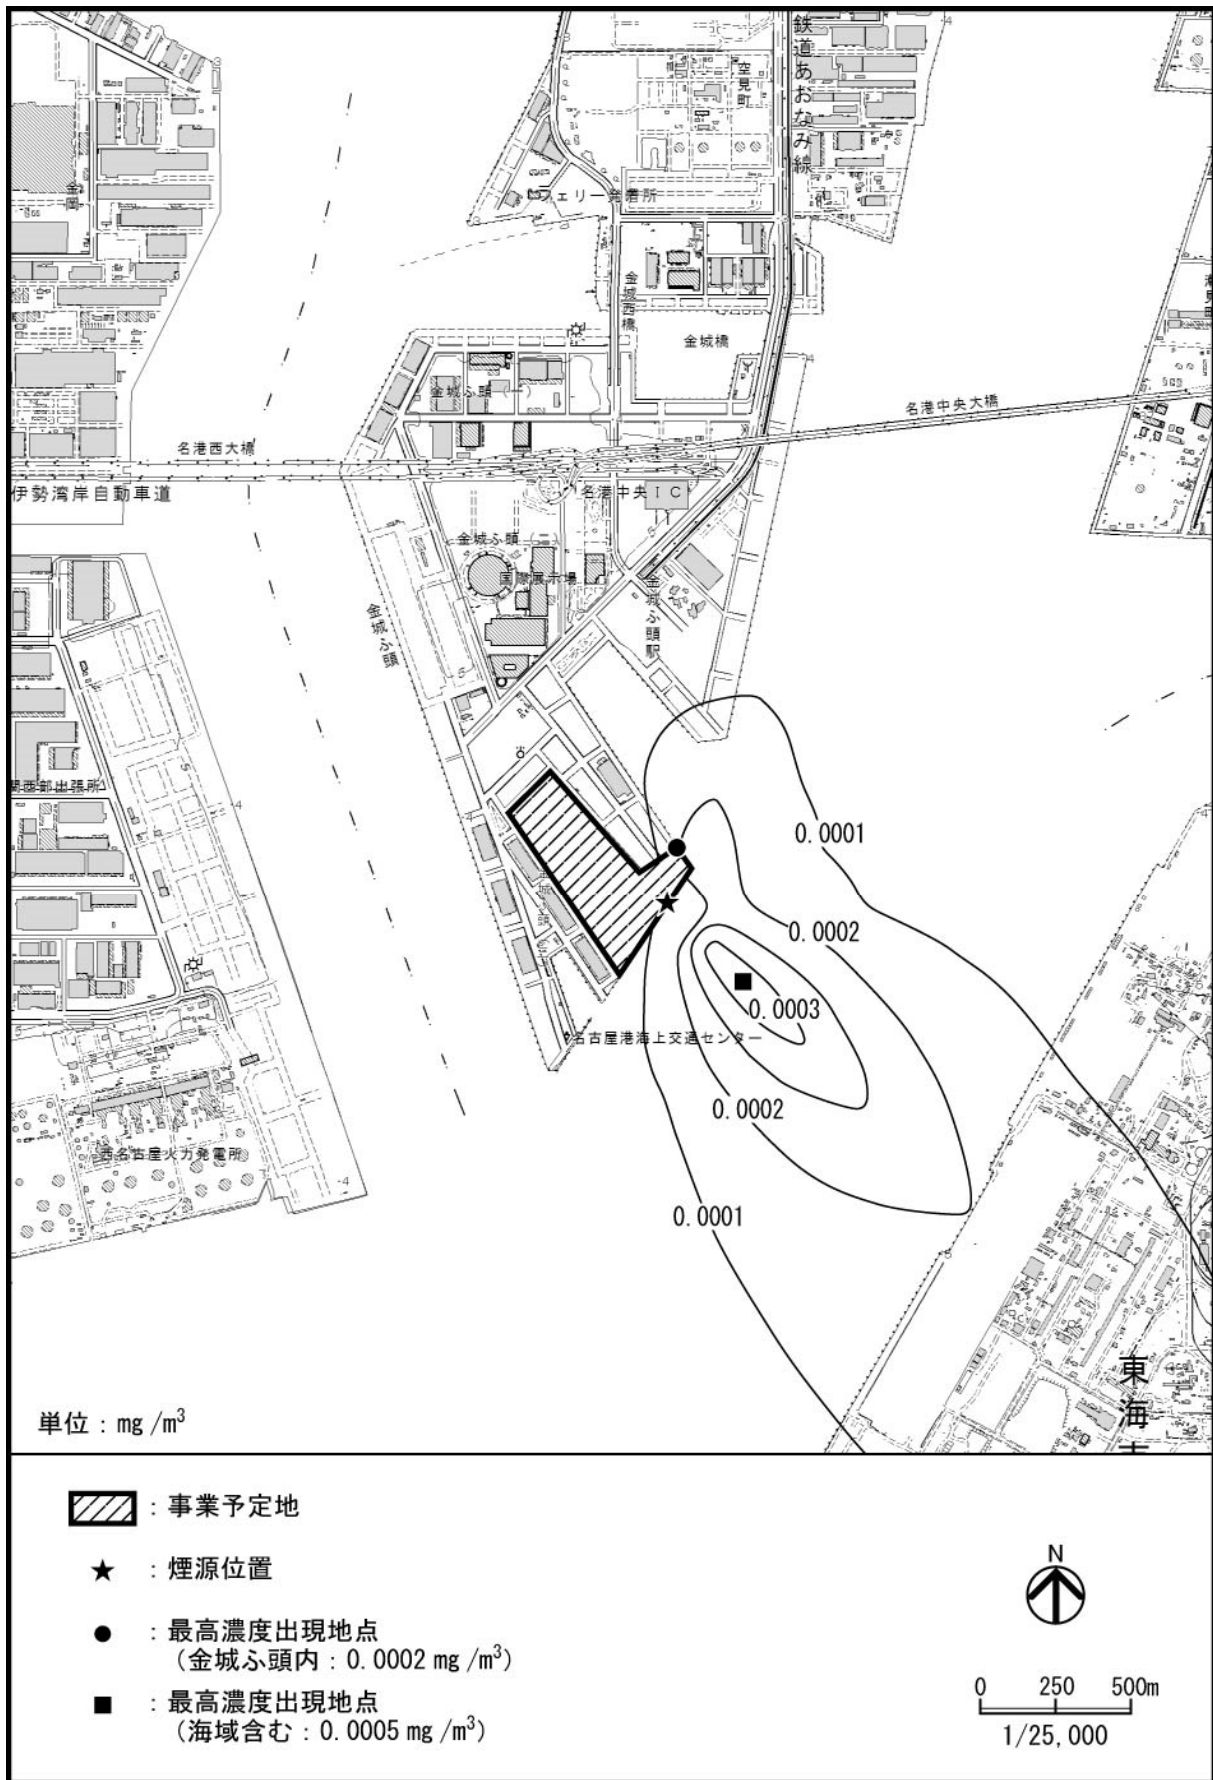 鉄道あおなみ線
空見町
フェリー発着所
金城西橋
金城橋
金城ふ頭(一)
名港中央大橋
名港西大橋
伊勢湾岸自動車道
名港中央IC
金城ふ頭(二)
国際展示場
金城ふ頭駅
金城ふ頭
関西部出張所
0.0001
0.0002
0.0003
名古屋港海上交通センター
0.0002
西名古屋火力発電所
0.0001
東海市
単位：mg/m³
：事業予定地
★ ：煙源位置
● ：最高濃度出現地点
（金城ふ頭内：0.0002 mg/m³）
■ ：最高濃度出現地点
（海域含む：0.0005 mg/m³）
N
0 250 500m
1/25,000